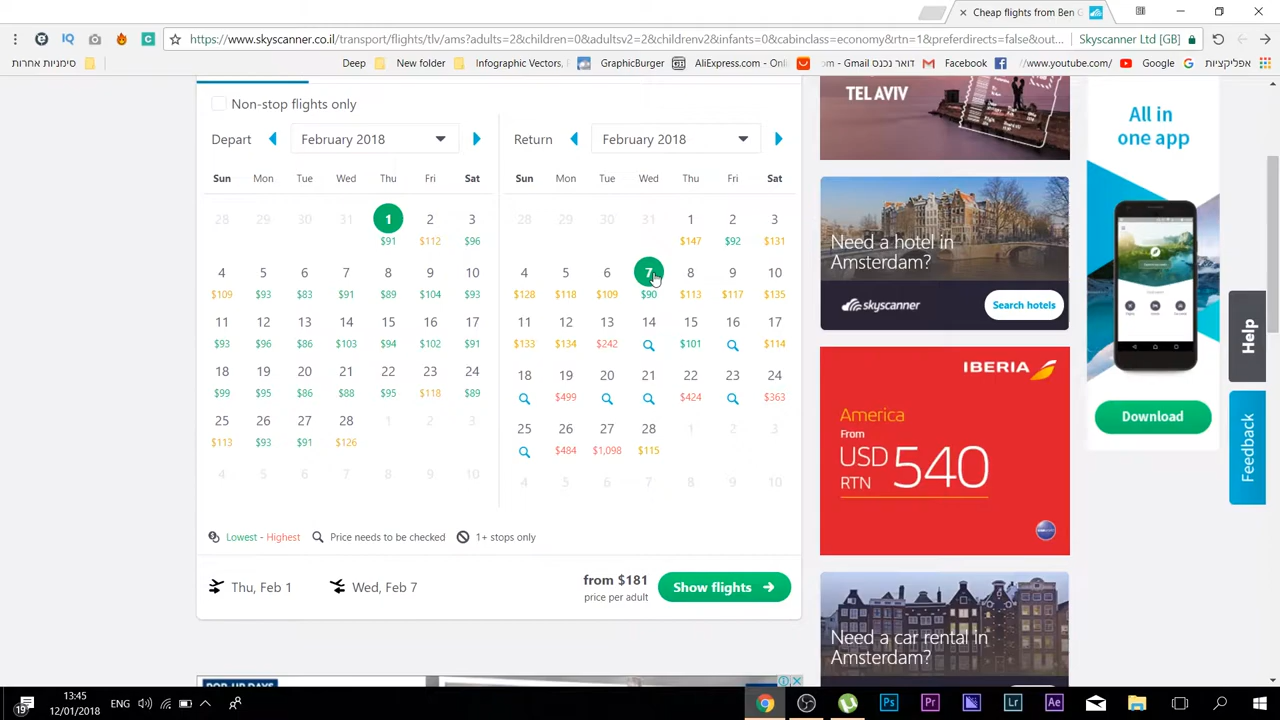 Cheap flights from Ben G
https://www.skyscanner.co.il/transport/flights/tlv/ams?adults=2&children=0&adultsv2=2&childrenv2&infants=0&cabinclass=economy&rtn=1&preferdirects=false&out... Skyscanner Ltd [GB]
סימניות אחרות Deep New folder Infographic Vectors, GraphicBurger AliExpress.com - Onl דואר נכנס - Gmail Facebook /www.youtube.com/ Google אפליקציות
Non-stop flights only
Depart February 2018 Return February 2018
Sun Mon Tue Wed Thu Fri Sat Sun Mon Tue Wed Thu Fri Sat
28 29 30 31 1 2 3 28 29 30 31 1 2 3
$91 $112 $96 $147 $92 $131
4 5 6 7 8 9 10 4 5 6 7 8 9 10
$109 $93 $83 $91 $89 $104 $93 $128 $118 $109 $90 $113 $117 $135
11 12 13 14 15 16 17 11 12 13 14 15 16 17
$93 $96 $86 $103 $94 $102 $91 $133 $134 $242 $101 $114
18 19 20 21 22 23 24 18 19 20 21 22 23 24
$99 $95 $86 $88 $95 $118 $89 $499 $424 $363
25 26 27 28 1 2 3 25 26 27 28 1 2 3
$113 $93 $91 $126 $484 $1,098 $115
4 5 6 7 8 9 10 4 5 6 7 8 9 10
Lowest - Highest Price needs to be checked 1+ stops only
Thu, Feb 1 Wed, Feb 7 from $181
price per adult
Show flights
TEL AVIV
Need a hotel in
Amsterdam?
skyscanner Search hotels
IBERIA
America
From
USD 540
RTN
Need a car rental in
Amsterdam?
All in
one app
Download
Help
Feedback
POP-UP DAYS
13:45
12/01/2018
19
ENG
Ps Pr Lr Ae